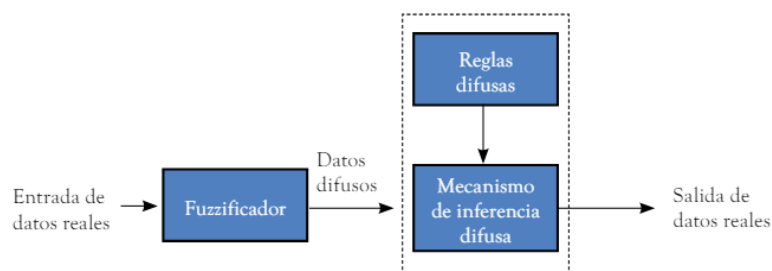 Reglas
difusas
Datos
difusos
Entrada de
datos reales
Fuzzificador
Mecanismo
de inferencia
difusa
Salida de
datos reales